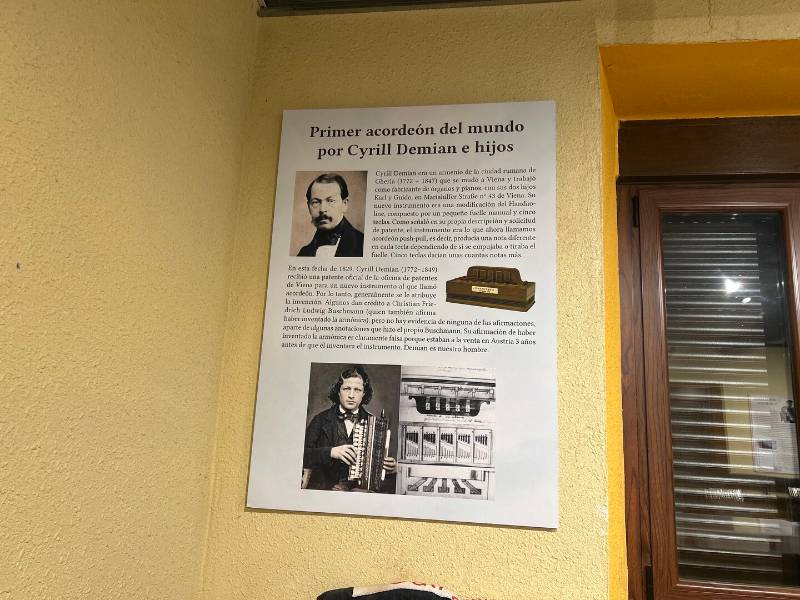 Primer acordeón del mundo
por Cyrill Demian e hijos
Cyrill Demian era un armenio de la ciudad rumana de
Gherla (1772 – 1847) que se mudó a Viena y trabajó
como fabricante de órganos y pianos, con sus dos hijos
Karl y Guido, en Mariahilfer Straße nº 43 de Viena. Su
nuevo instrumento era una modificación del Handaeo-
line, compuesto por un pequeño fuelle manual y cinco
teclas. Como señaló en su propia descripción y solicitud
de patente, el instrumento era lo que ahora llamamos
acordeón push-pull, es decir, producía una nota diferente
en cada tecla dependiendo de si se empujaba o tiraba el
fuelle. Cinco teclas darían unas cuantas notas más.
En esta fecha de 1829, Cyrill Demian (1772–1849)
recibió una patente oficial de la oficina de patentes
de Viena para un nuevo instrumento al que llamó
acordeón. Por lo tanto, generalmente se le atribuye
la invención. Algunos dan crédito a Christian Frie-
drich Ludwig Buschmann (quien también afirma
haber inventado la armónica), pero no hay evidencia de ninguna de las afirmaciones,
aparte de algunas anotaciones que hizo el propio Buschmann. Su afirmación de haber
inventado la armónica es claramente falsa porque estaban a la venta en Austria 3 años
antes de que él inventara el instrumento. Demian es nuestro hombre.